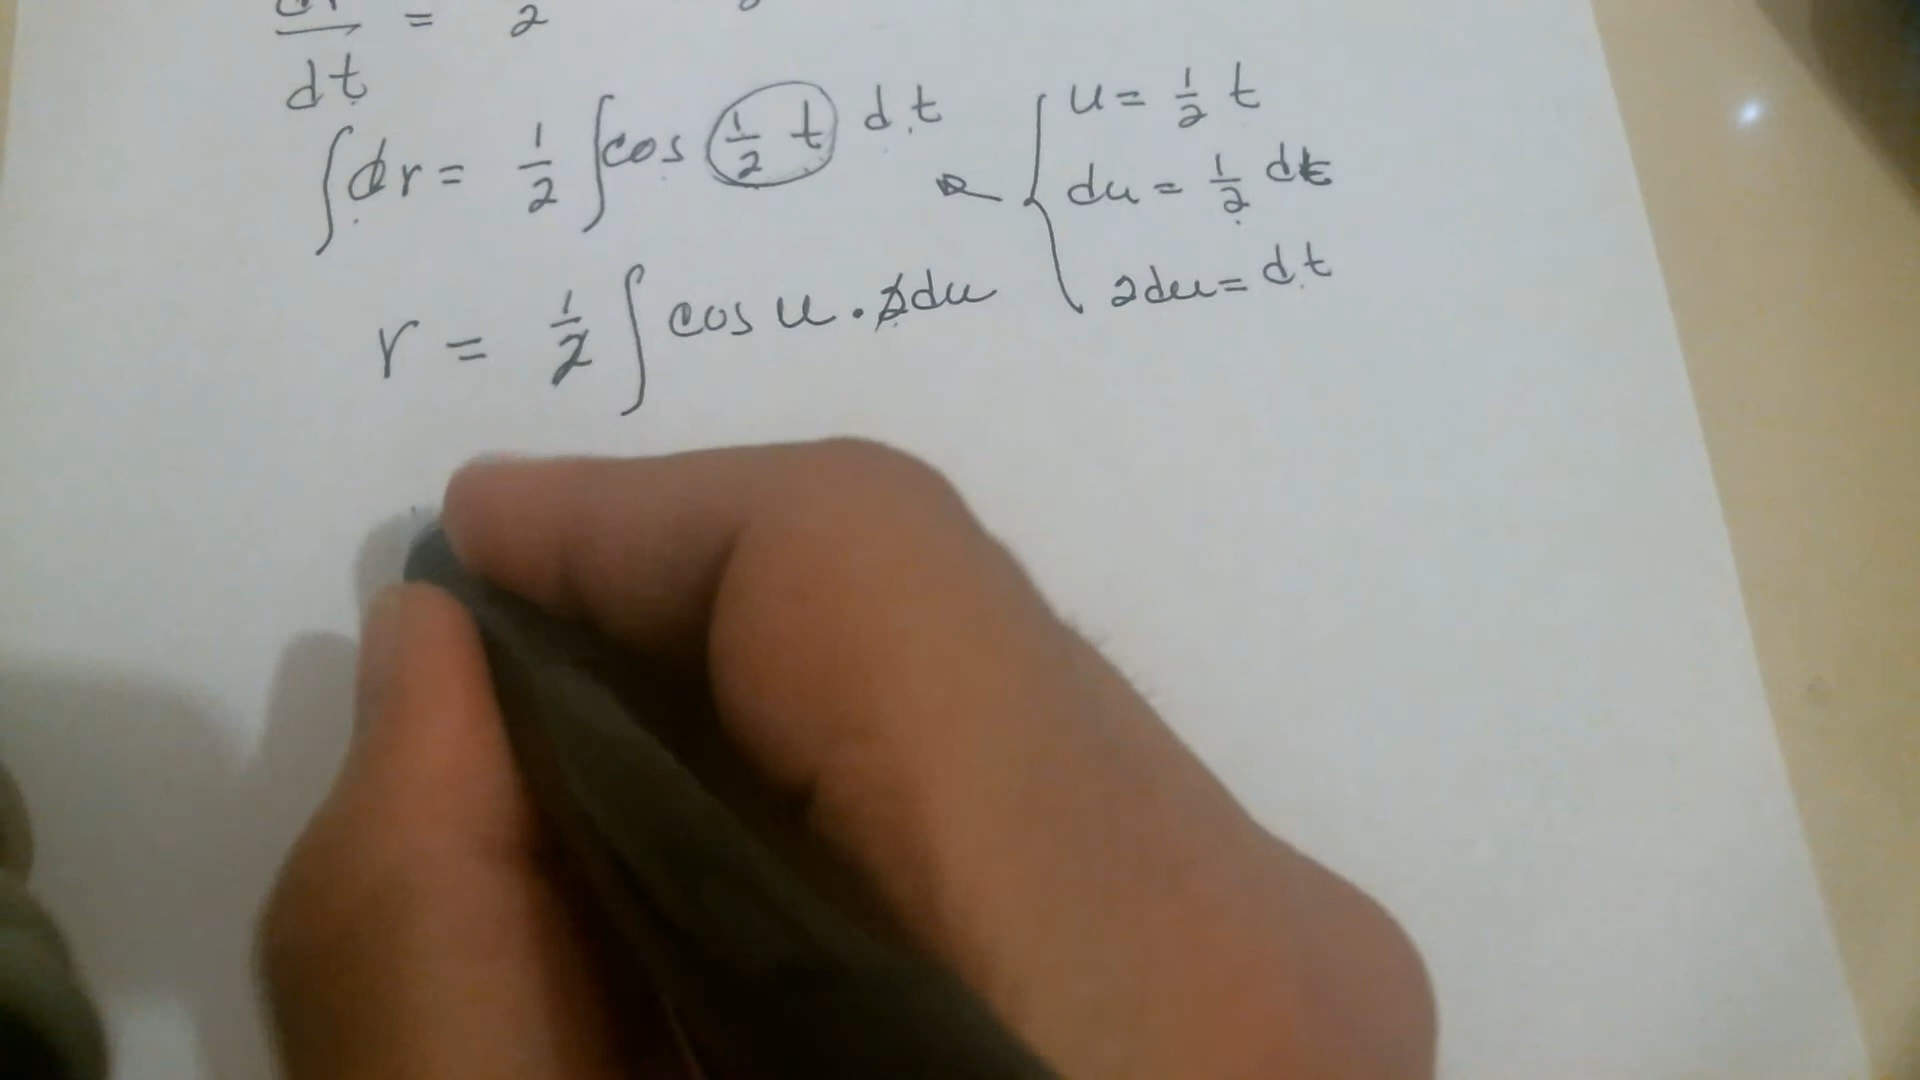 = 2
dt
∫dr = 1/2 ∫cos 1/2 t dt
r = 1/2 ∫ cos u . 2du
u = 1/2 t
du = 1/2 dt
2du = dt